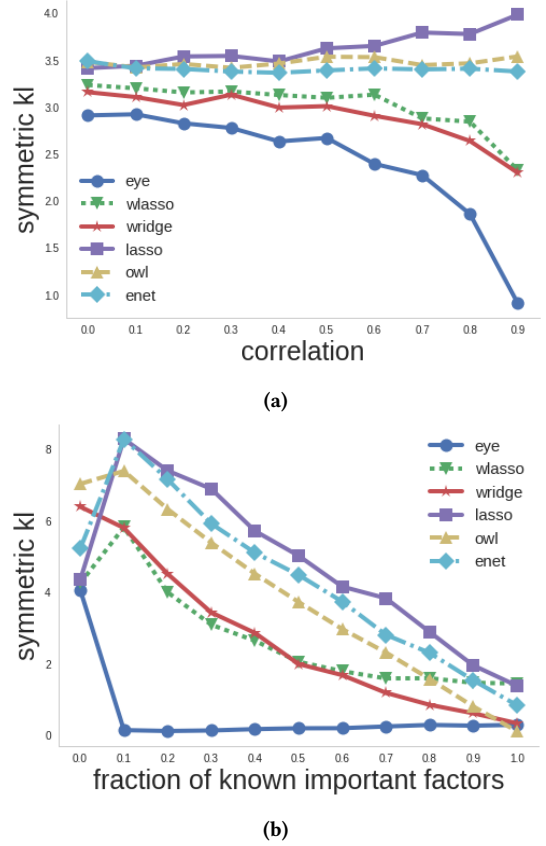 4.0
3.5
3.0
2.5
2.0
1.5
1.0
symmetric kl
eye
wlasso
wridge
lasso
owl
enet
0.0 0.1 0.2 0.3 0.4 0.5 0.6 0.7 0.8 0.9
correlation
(a)
8
6
4
2
0
symmetric kl
eye
wlasso
wridge
lasso
owl
enet
0.0 0.1 0.2 0.3 0.4 0.5 0.6 0.7 0.8 0.9 1.0
fraction of known important factors
(b)